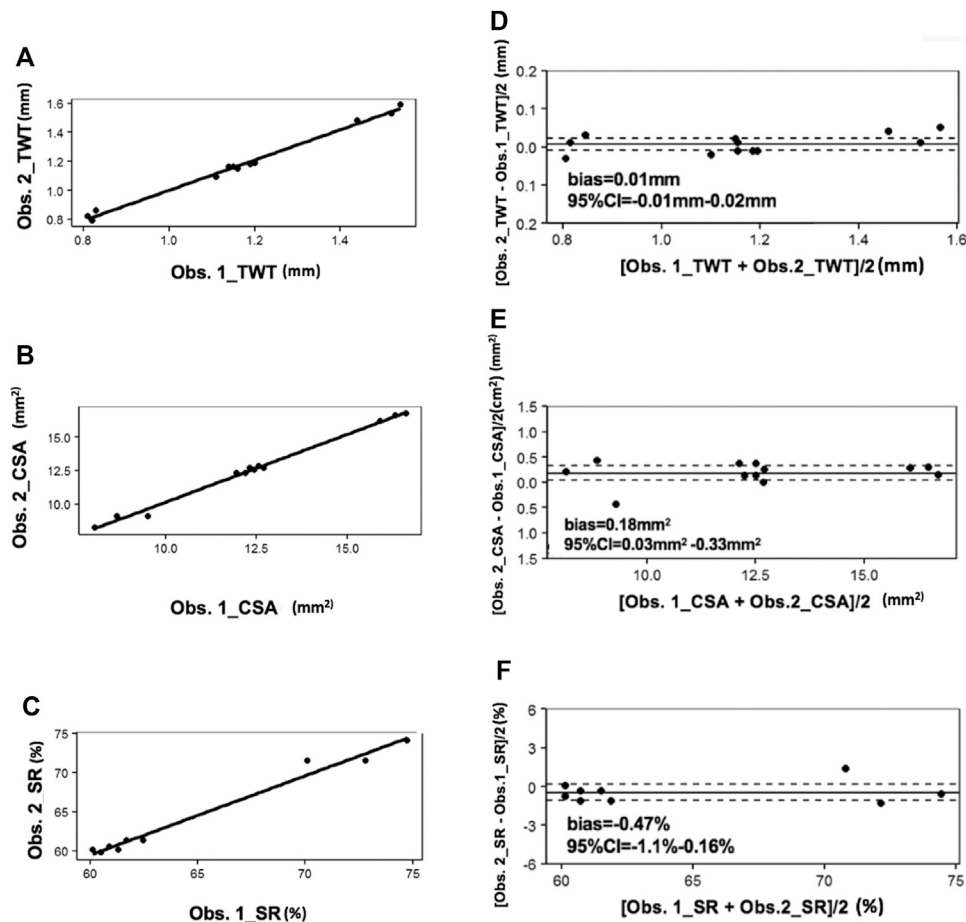 A
Obs. 2_TWT (mm)
1.6
1.4
1.2
1.0
0.8
0.8
1.0
1.2
1.4
Obs. 1_TWT (mm)
B
Obs. 2_CSA (mm²)
15.0
12.5
10.0
10.0
12.5
15.0
Obs. 1_CSA (mm²)
C
Obs. 2_SR (%)
75
70
65
60
60
65
70
75
Obs. 1_SR (%)
D
[Obs. 2_TWT - Obs.1_TWT]/2 (mm)
0.2
0.1
0.0
0.1
0.2
bias=0.01mm
95%CI=-0.01mm-0.02mm
0.8
1.0
1.2
1.4
1.6
[Obs. 1_TWT + Obs.2_TWT]/2 (mm)
E
[Obs. 2_CSA - Obs.1_CSA]/2(cm²) (mm²)
1.5
0.5
0.0
0.5
1.5
bias=0.18mm²
95%CI=0.03mm² -0.33mm²
10.0
12.5
15.0
[Obs. 1_CSA + Obs.2_CSA]/2 (mm²)
F
[Obs. 2_SR - Obs.1_SR]/2 (%)
6
3
0
-3
-6
bias=-0.47%
95%CI=-1.1%-0.16%
60
65
70
75
[Obs. 1_SR + Obs.2_SR]/2 (%)